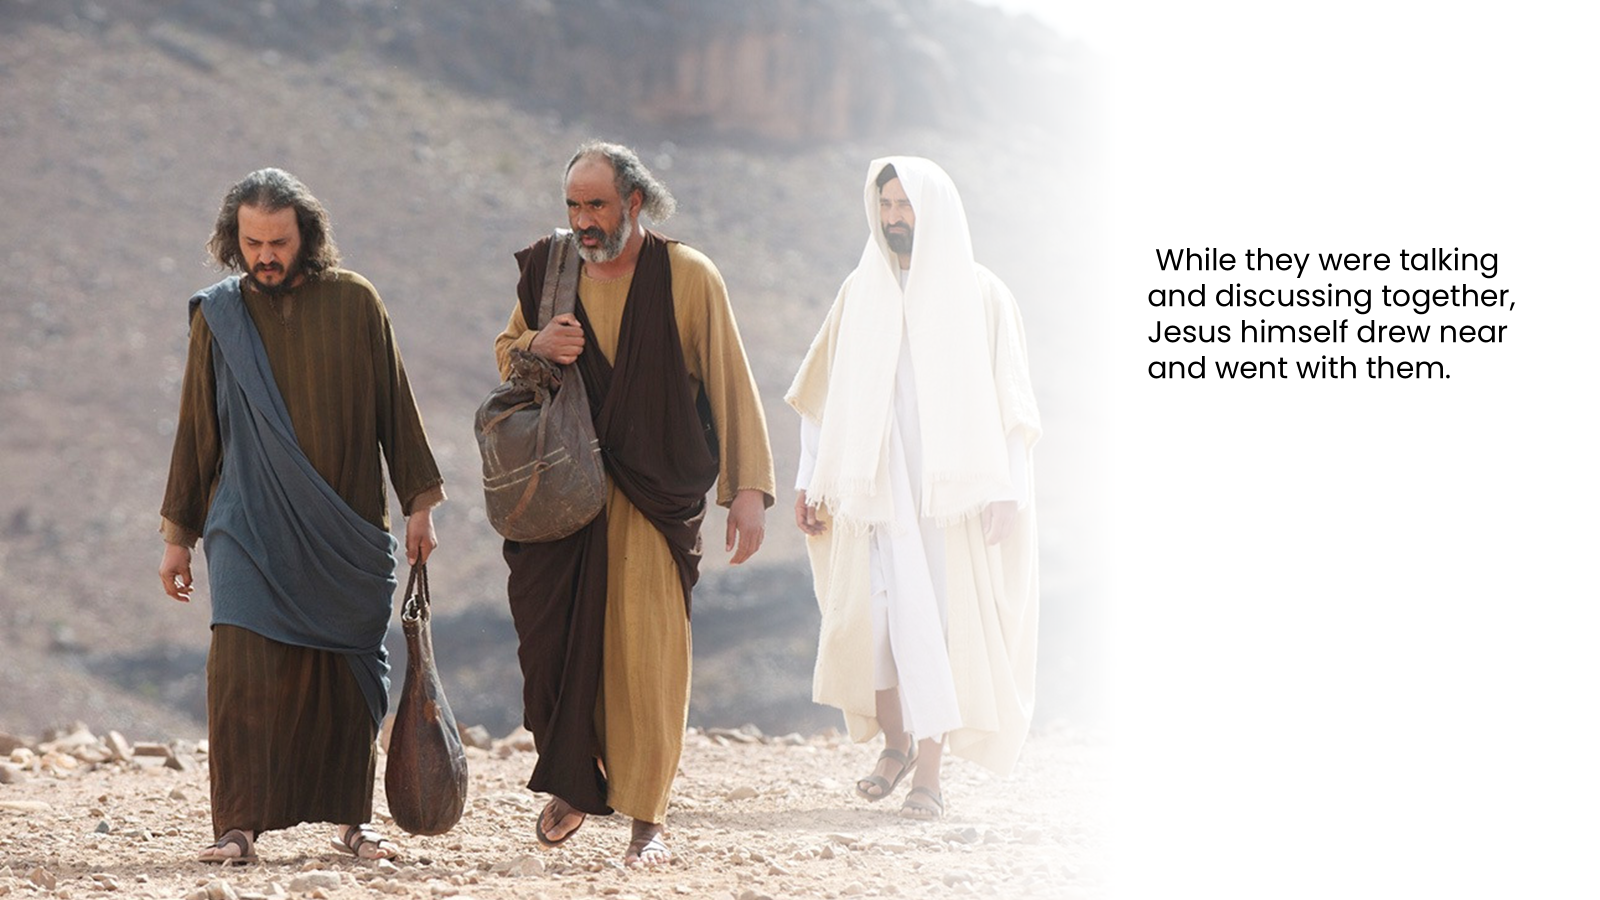 While they were talking
and discussing together,
Jesus himself drew near
and went with them.